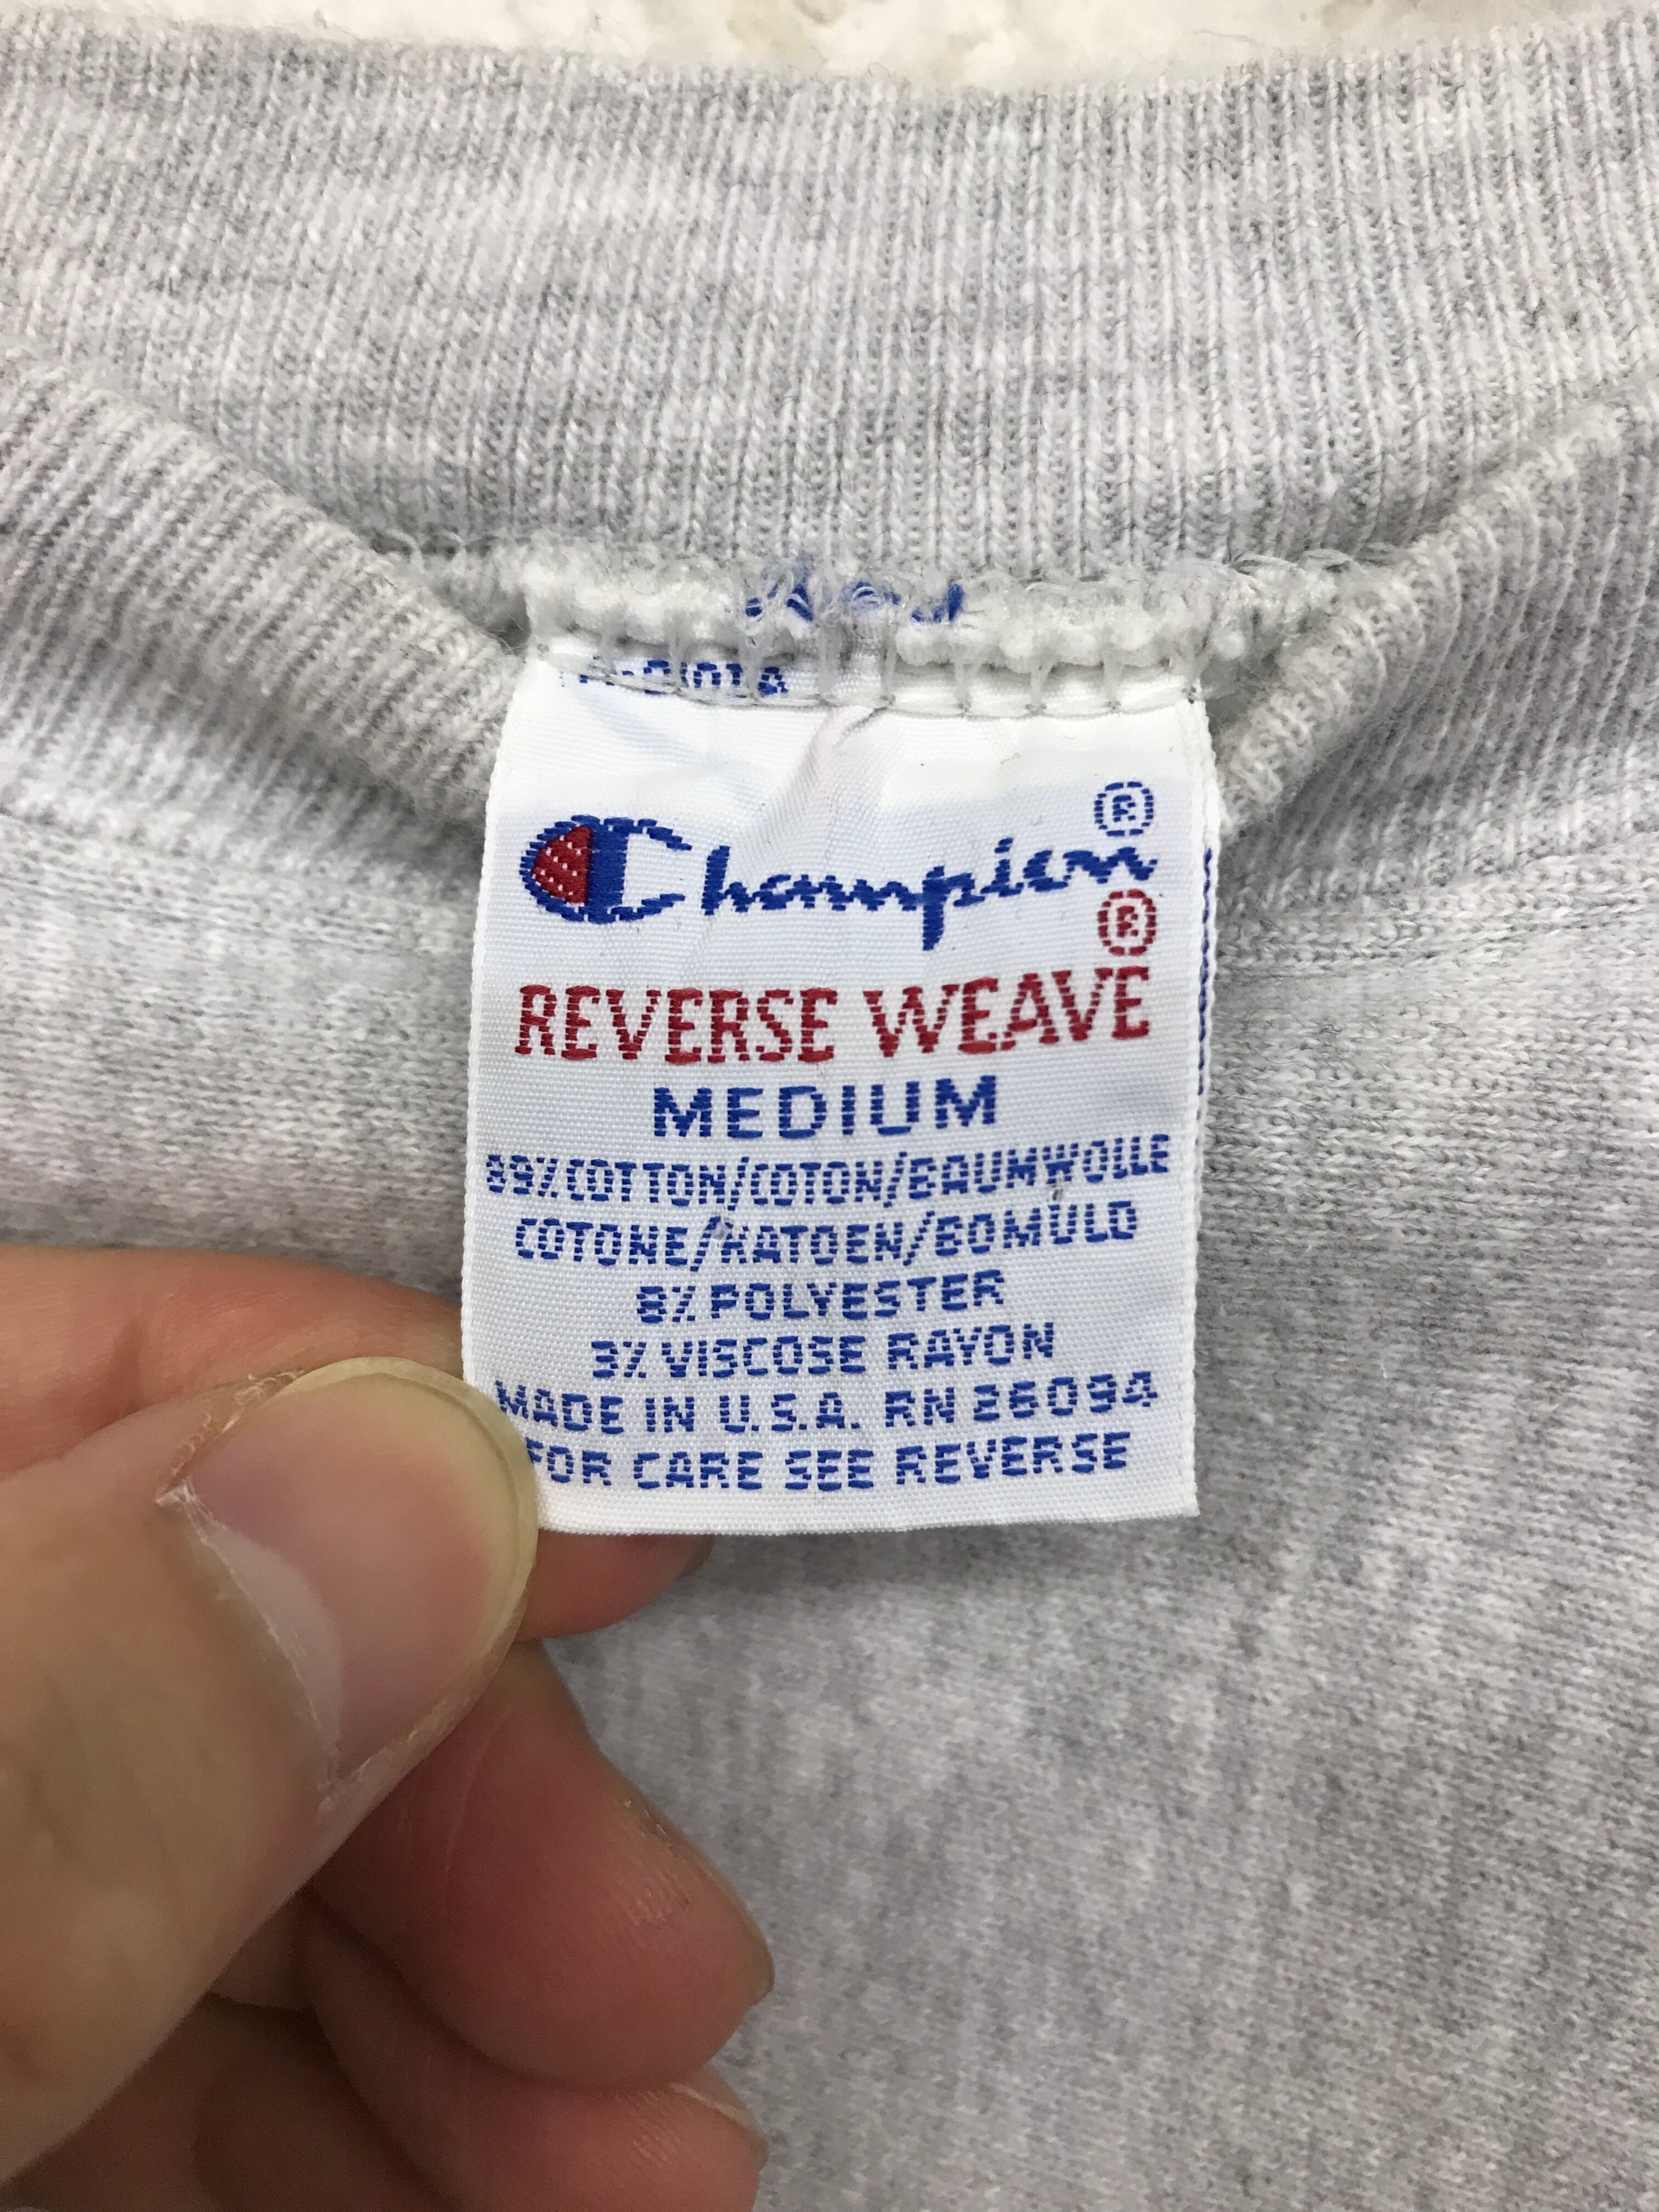 Champion®
®
REVERSE WEAVE
MEDIUM
89% COTTON/COTON/BAUMWOLLE
COTONE/KATOEN/BOMULD
8% POLYESTER
3% VISCOSE RAYON
MADE IN U.S.A. RN 26094
FOR CARE SEE REVERSE